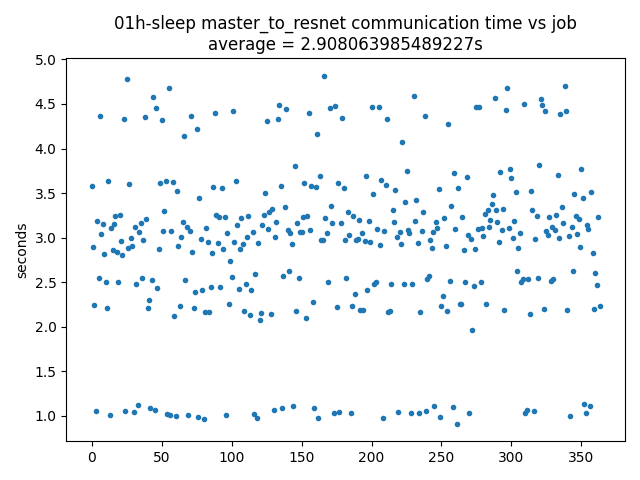 01h-sleep master_to_resnet communication time vs job
average = 2.908063985489227s
5.0
4.5
4.0
3.5
3.0
2.5
2.0
1.5
1.0
seconds
0 50 100 150 200 250 300 350